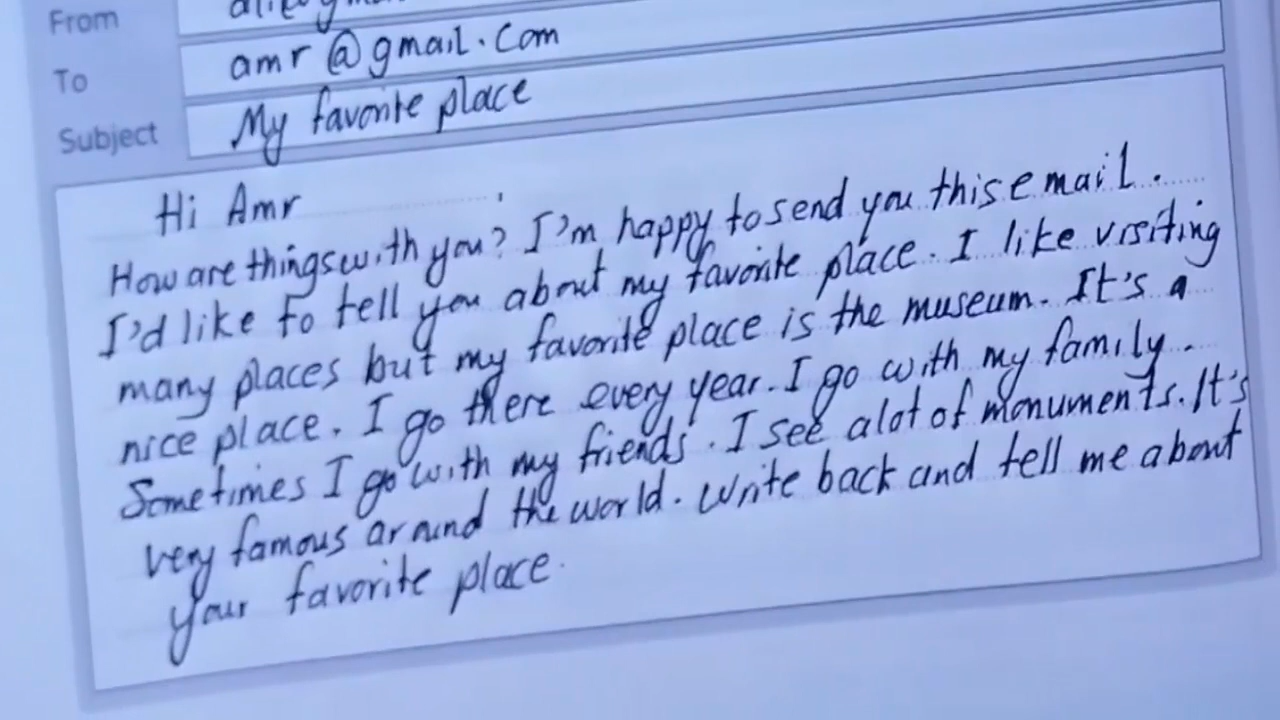 From
To amr@gmail.com
Subject My favorite place
Hi Amr
How are things with you? I'm happy to send you this email.
I'd like to tell you about my favorite place. I like visiting
many places but my favorite place is the museum. It's a
nice place. I go there every year. I go with my family.
Sometimes I go with my friends. I see a lot of monuments. It's
very famous around the world. Write back and tell me about
your favorite place.